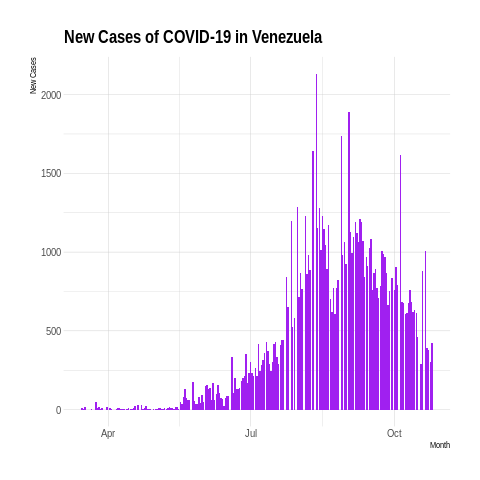 New Cases of COVID-19 in Venezuela
New Cases
2000
1500
1000
500
0
Apr
Jul
Oct
Month